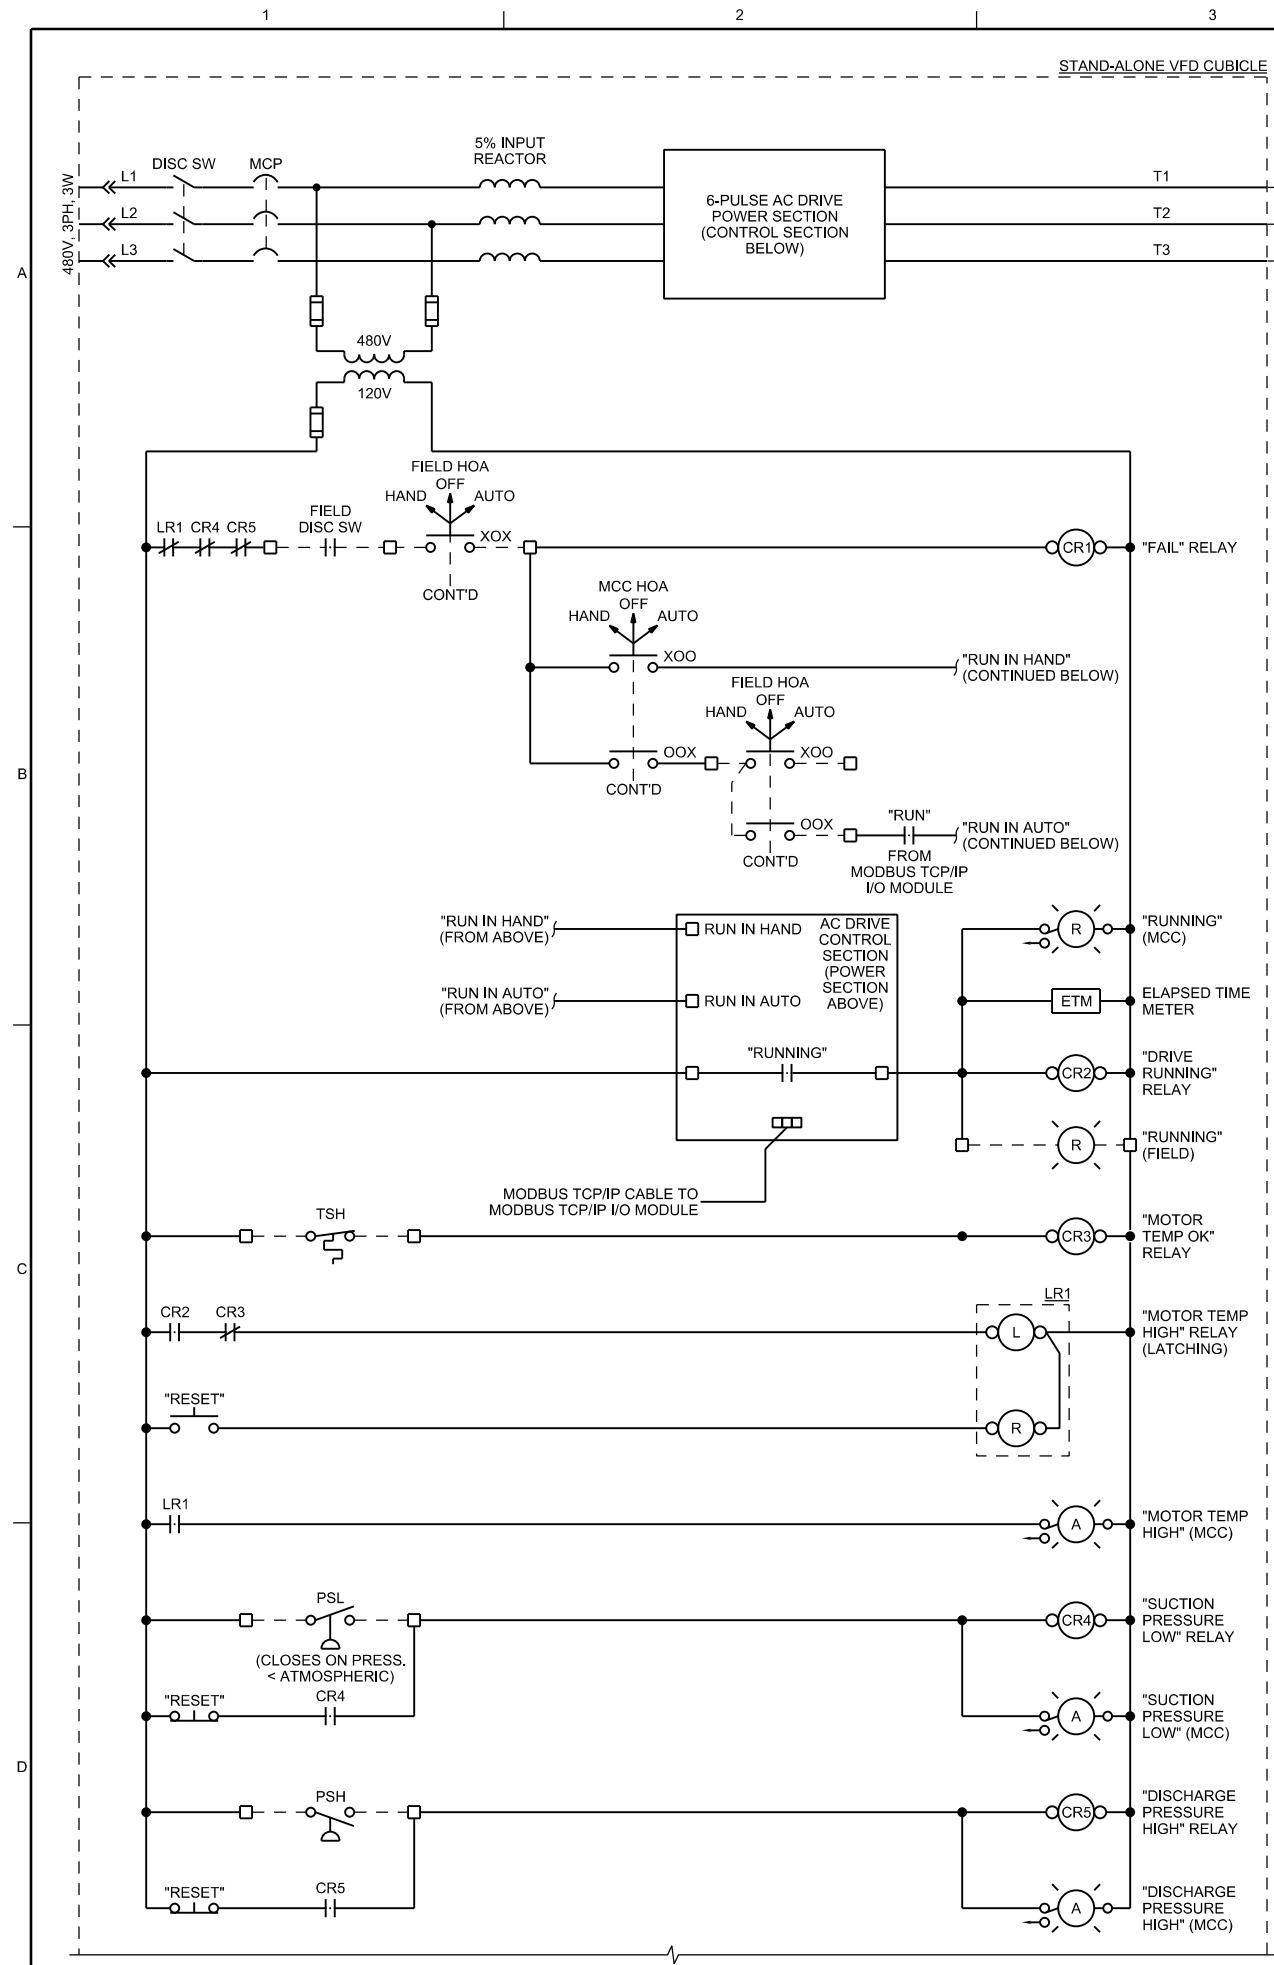 1
2
3
STAND-ALONE VFD CUBICLE
5% INPUT
REACTOR
DISC SW
MCP
480V, 3PH, 3W
L1
L2
L3
6-PULSE AC DRIVE
POWER SECTION
(CONTROL SECTION
BELOW)
T1
T2
T3
A
480V
120V
FIELD HOA
OFF
HAND
AUTO
LR1
CR4
CR5
FIELD
DISC SW
XOX
CONT'D
CR1
"FAIL" RELAY
MCC HOA
OFF
HAND
AUTO
XOO
"RUN IN HAND"
(CONTINUED BELOW)
FIELD HOA
OFF
HAND
AUTO
OOX
XOO
CONT'D
B
OOX
CONT'D
"RUN"
FROM
MODBUS TCP/IP
I/O MODULE
"RUN IN AUTO"
(CONTINUED BELOW)
"RUN IN HAND"
(FROM ABOVE)
RUN IN HAND
AC DRIVE
CONTROL
SECTION
(POWER
SECTION
ABOVE)
R
"RUNNING"
(MCC)
"RUN IN AUTO"
(FROM ABOVE)
RUN IN AUTO
ETM
ELAPSED TIME
METER
"RUNNING"
CR2
"DRIVE
RUNNING"
RELAY
R
"RUNNING"
(FIELD)
MODBUS TCP/IP CABLE TO
MODBUS TCP/IP I/O MODULE
TSH
CR3
"MOTOR
TEMP OK"
RELAY
C
CR2
CR3
LR1
L
"MOTOR TEMP
HIGH" RELAY
(LATCHING)
"RESET"
R
LR1
A
"MOTOR TEMP
HIGH" (MCC)
PSL
(CLOSES ON PRESS.
< ATMOSPHERIC)
CR4
"SUCTION
PRESSURE
LOW" RELAY
"RESET"
CR4
A
"SUCTION
PRESSURE
LOW" (MCC)
D
PSH
CR5
"DISCHARGE
PRESSURE
HIGH" RELAY
"RESET"
CR5
A
"DISCHARGE
PRESSURE
HIGH" (MCC)